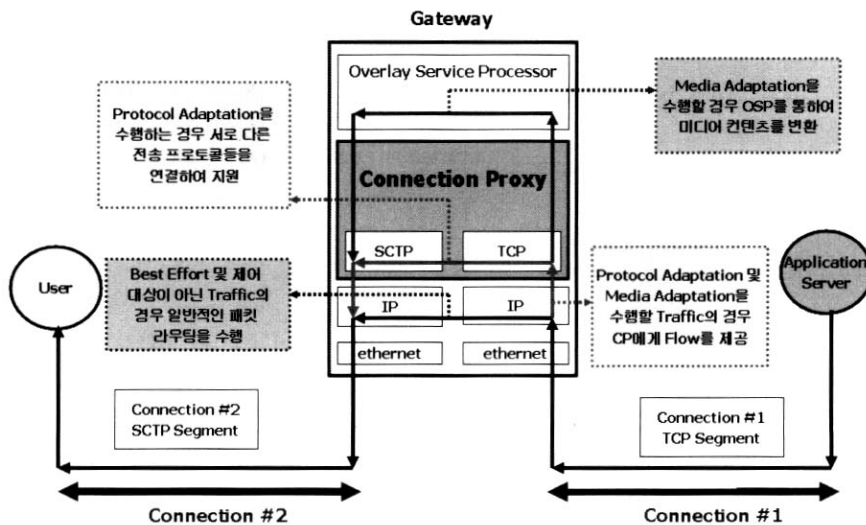 Gateway
Overlay Service Processor
Protocol Adaptation을
수행하는 경우 서로 다른
전송 프로토콜들을
연결하여 지원
Media Adaptation을
수행할 경우 OSP를 통하여
미디어 컨텐츠를 변환
Connection Proxy
SCTP
TCP
User
Best Effort 및 제어
대상이 아닌 Traffic의
경우 일반적인 패킷
라우팅을 수행
IP
IP
Protocol Adaptation 및
Media Adaptation을
수행할 Traffic의 경우
CP에게 Flow를 제공
Application
Server
ethernet
ethernet
Connection #2
SCTP Segment
Connection #1
TCP Segment
Connection #2
Connection #1